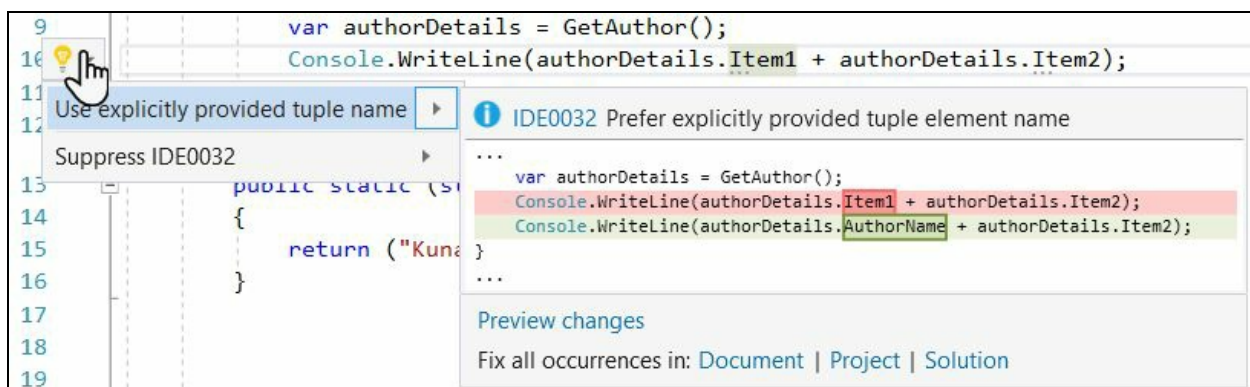 9 var authorDetails = GetAuthor();
10 Console.WriteLine(authorDetails.Item1 + authorDetails.Item2);
11
Use explicitly provided tuple name
12
Suppress IDE0032
IDE0032 Prefer explicitly provided tuple element name
...
var authorDetails = GetAuthor();
Console.WriteLine(authorDetails.Item1 + authorDetails.Item2);
Console.WriteLine(authorDetails.AuthorName + authorDetails.Item2);
}
...
Preview changes
Fix all occurrences in: Document | Project | Solution
13 public static (s
14 {
15 return ("Kuna
16 }
17
18
19